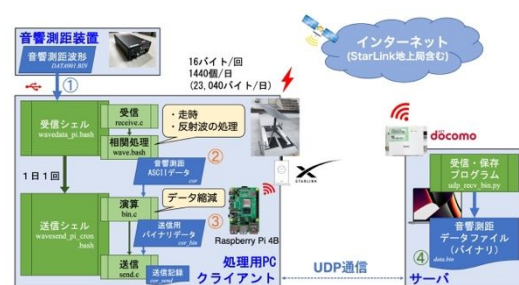 音響測距装置
音響測距波形
DATA001.BIN
①
16バイト/回
1440個/日
(23,040バイト/日)
インターネット
(StarLink地上局含む)
受信シェル
wavedata_pi.bash
受信
receive.c
・走時
・反射波の処理
相関処理
wave.bash
②
音響測距
ASCIIデータ
cor
1日1回
演算
bin.c
データ縮減
③
送信シェル
wavesend_pi_cron
.bash
送信用
バイナリデータ
cor_bin
送信
send.c
送信記録
cor_send
Raspberry Pi 4B
処理用PC
クライアント
STARLINK
UDP通信
döcomo
受信・保存
プログラム
udp_recv_bin.py
④
音響測距
データファイル
(バイナリ)
data.bin
サーバ